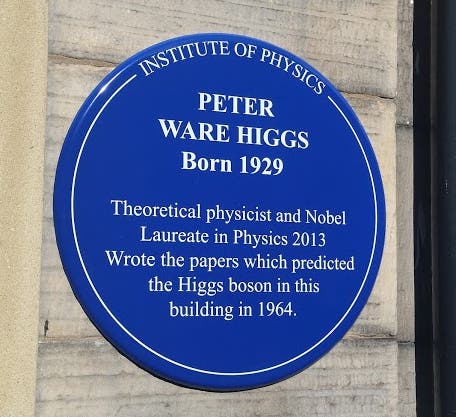 INSTITUTE OF PHYSICS
PETER
WARE HIGGS
Born 1929
Theoretical physicist and Nobel
Laureate in Physics 2013
Wrote the papers which predicted
the Higgs boson in this
building in 1964.